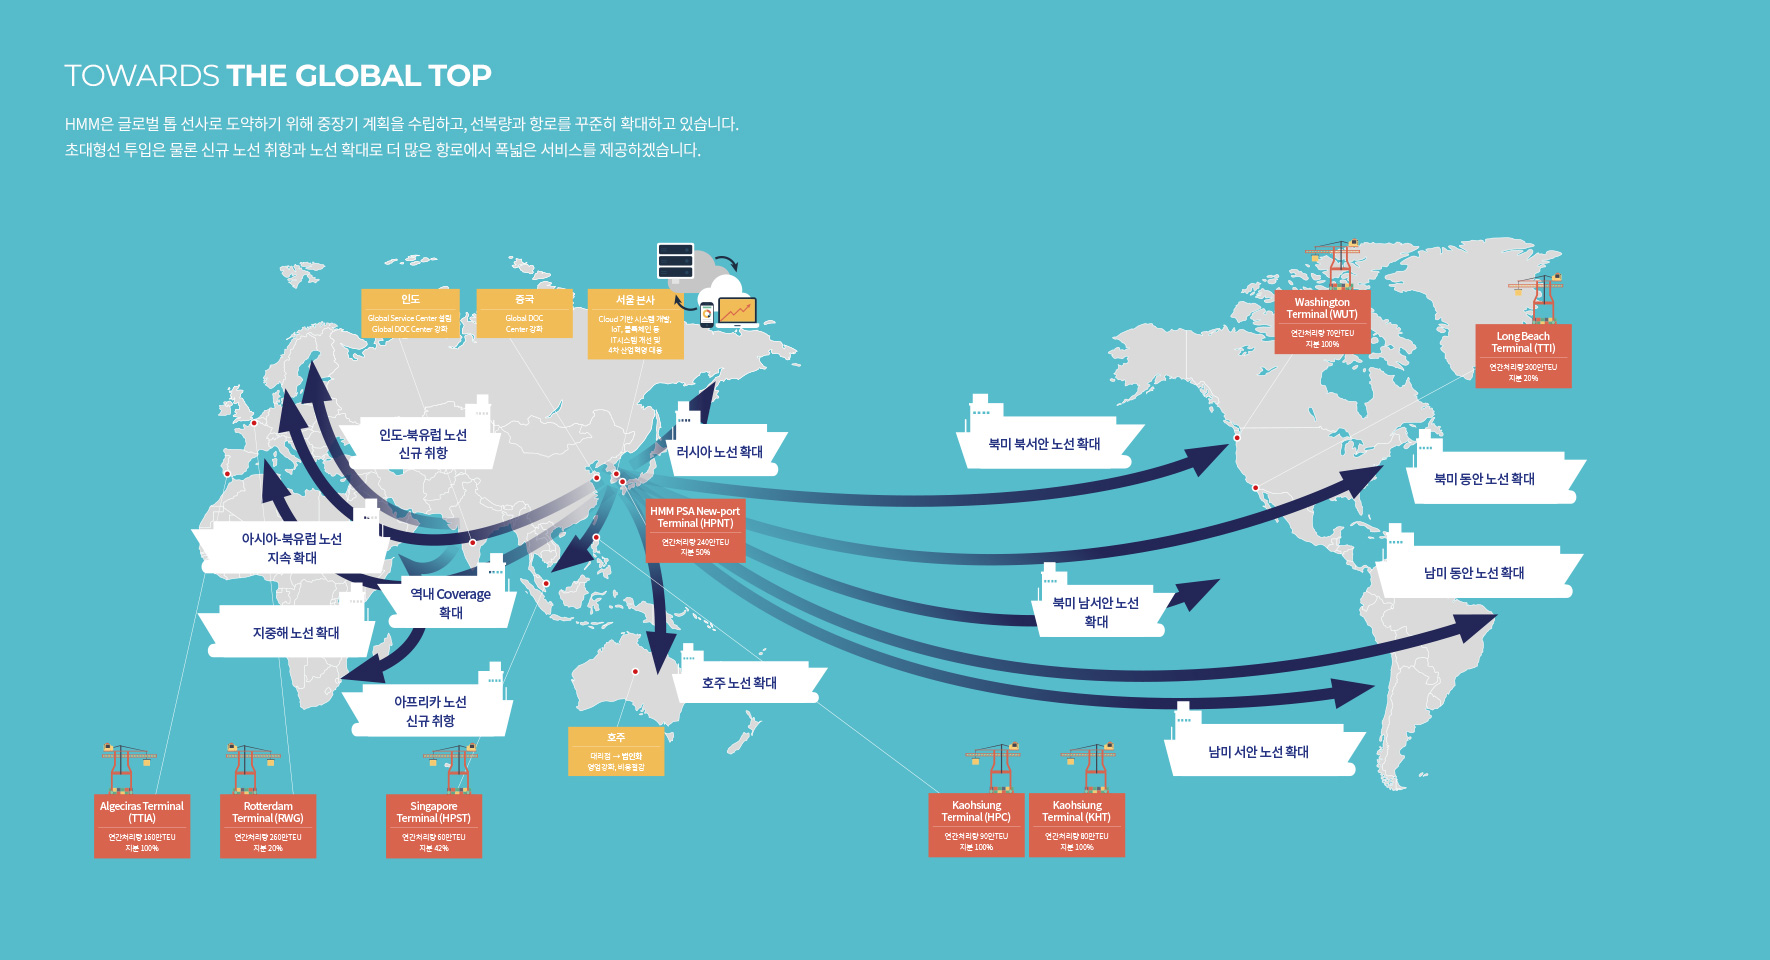 TOWARDS THE GLOBAL TOP
HMM은 글로벌 톱 선사로 도약하기 위해 중장기 계획을 수립하고, 선복량과 항로를 꾸준히 확대하고 있습니다.
초대형선 투입은 물론 신규 노선 취항과 노선 확대로 더 많은 항로에서 폭넓은 서비스를 제공하겠습니다.
인도
Global Service Center 설립
Global DOC Center 강화
중국
Global DOC
Center 강화
서울 본사
Cloud 기반 시스템 개발,
IoT, 블록체인 등
IT시스템 개선 및
4차 산업혁명 대응
Washington
Terminal (WUT)
연간처리량 70만TEU
지분 100%
Long Beach
Terminal (TTI)
연간처리량 300만TEU
지분 20%
인도-북유럽 노선
신규 취항
러시아 노선 확대
북미 북서안 노선 확대
북미 동안 노선 확대
HMM PSA New-port
Terminal (HPNT)
연간처리량 240만TEU
지분 50%
아시아-북유럽 노선
지속 확대
남미 동안 노선 확대
역내 Coverage
확대
북미 남서안 노선
확대
지중해 노선 확대
호주 노선 확대
아프리카 노선
신규 취항
호주
대리점 → 법인화
영업강화, 비용절감
남미 서안 노선 확대
Algeciras Terminal
(TTIA)
연간처리량 160만TEU
지분 100%
Rotterdam
Terminal (RWG)
연간처리량 260만TEU
지분 20%
Singapore
Terminal (HPST)
연간처리량 60만TEU
지분 42%
Kaohsiung
Terminal (HPC)
연간처리량 90만TEU
지분 100%
Kaohsiung
Terminal (KHT)
연간처리량 80만TEU
지분 100%